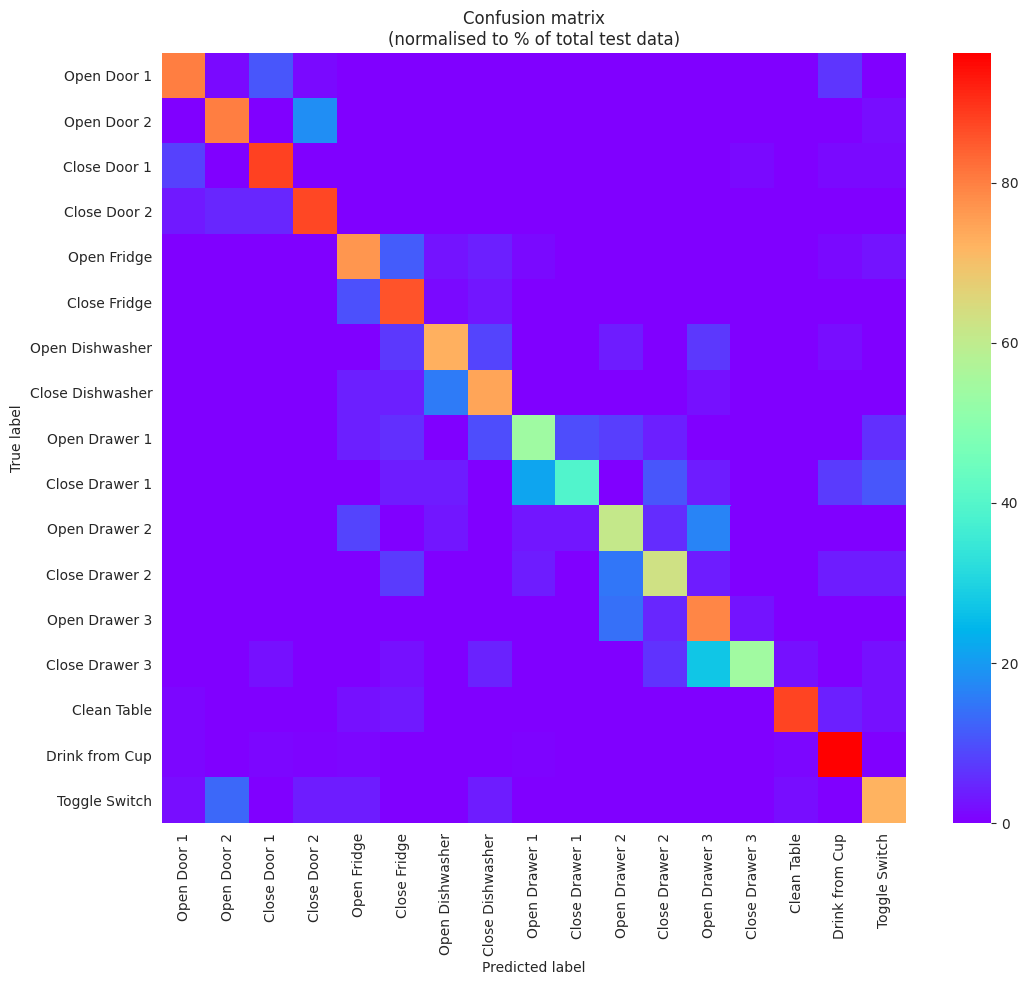 Confusion matrix
(normalised to % of total test data)
True label
Open Door 1
Open Door 2
Close Door 1
Close Door 2
Open Fridge
Close Fridge
Open Dishwasher
Close Dishwasher
Open Drawer 1
Close Drawer 1
Open Drawer 2
Close Drawer 2
Open Drawer 3
Close Drawer 3
Clean Table
Drink from Cup
Toggle Switch
Open Door 1
Open Door 2
Close Door 1
Close Door 2
Open Fridge
Close Fridge
Open Dishwasher
Close Dishwasher
Open Drawer 1
Close Drawer 1
Open Drawer 2
Close Drawer 2
Open Drawer 3
Close Drawer 3
Clean Table
Drink from Cup
Toggle Switch
Predicted label
80
60
40
20
0